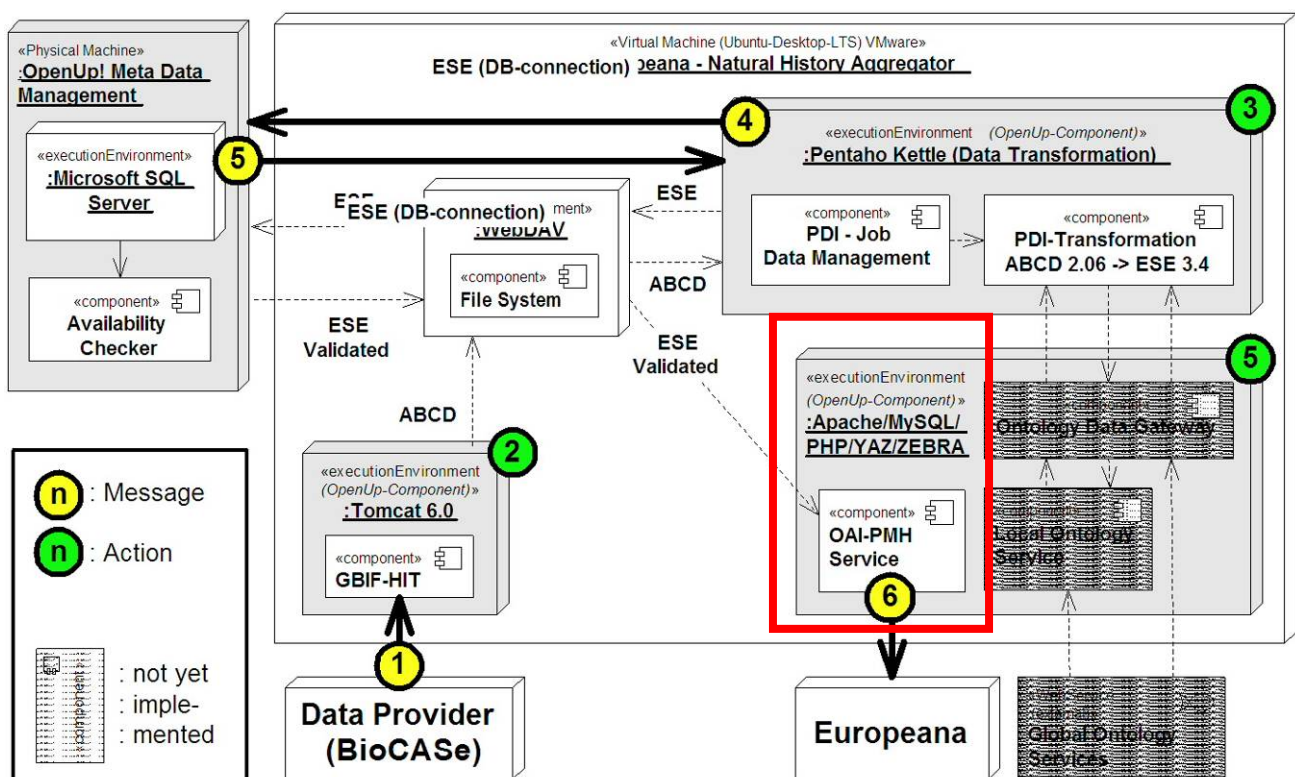 «Physical Machine»
:OpenUp! Meta Data
Management
«executionEnvironment»
:Microsoft SQL
Server
5
«component»
Availability
Checker
«Virtual Machine (Ubuntu-Desktop-LTS) VMware»
ESE (DB-connection)
peana - Natural History Aggregator
4
3
«executionEnvironment (OpenUp-Component)»
:Pentaho Kettle (Data Transformation)
«component»
PDI - Job
Data Management
«component»
PDI-Transformation
ABCD 2.06 -> ESE 3.4
ESE
ESE (DB-connection)
ment»
:WebDAV
«component»
File System
ABCD
ESE
Validated
ESE
Validated
ABCD
2
«executionEnvironment
(OpenUp-Component)»
:Tomcat 6.0
«component»
GBIF-HIT
1
Data Provider
(BioCASe)
5
«executionEnvironment
(OpenUp-Component)»
:Apache/MySQL/
PHP/YAZ/ZEBRA
«component»
OAI-PMH
Service
6
Europeana
Ontology Data Gateway
Local Ontology
Service
Global Ontology
Services
n : Message
n : Action
«component»
: not yet
: imple-
: mented